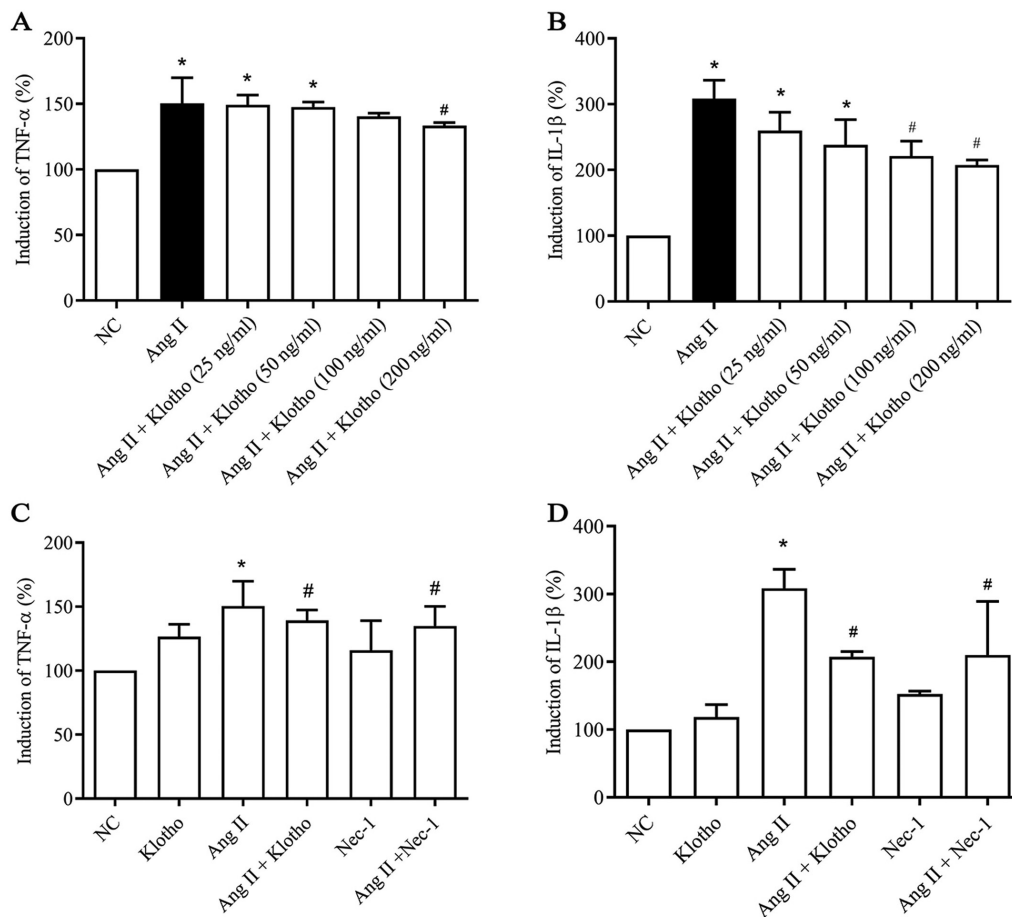 A
Induction of TNF-α (%)
200
150
100
50
0
*
*
*
#
NC
Ang II
Ang II + Klotho (25 ng/ml)
Ang II + Klotho (50 ng/ml)
Ang II + Klotho (100 ng/ml)
Ang II + Klotho (200 ng/ml)
B
Induction of IL-1β (%)
400
300
200
100
0
*
*
*
#
#
NC
Ang II
Ang II + Klotho (25 ng/ml)
Ang II + Klotho (50 ng/ml)
Ang II + Klotho (100 ng/ml)
Ang II + Klotho (200 ng/ml)
C
Induction of TNF-α (%)
200
150
100
50
0
*
#
#
NC
Klotho
Ang II
Ang II + Klotho
Nec-1
Ang II +Nec-1
D
Induction of IL-1β (%)
400
300
200
100
0
*
#
#
NC
Klotho
Ang II
Ang II + Klotho
Nec-1
Ang II + Nec-1